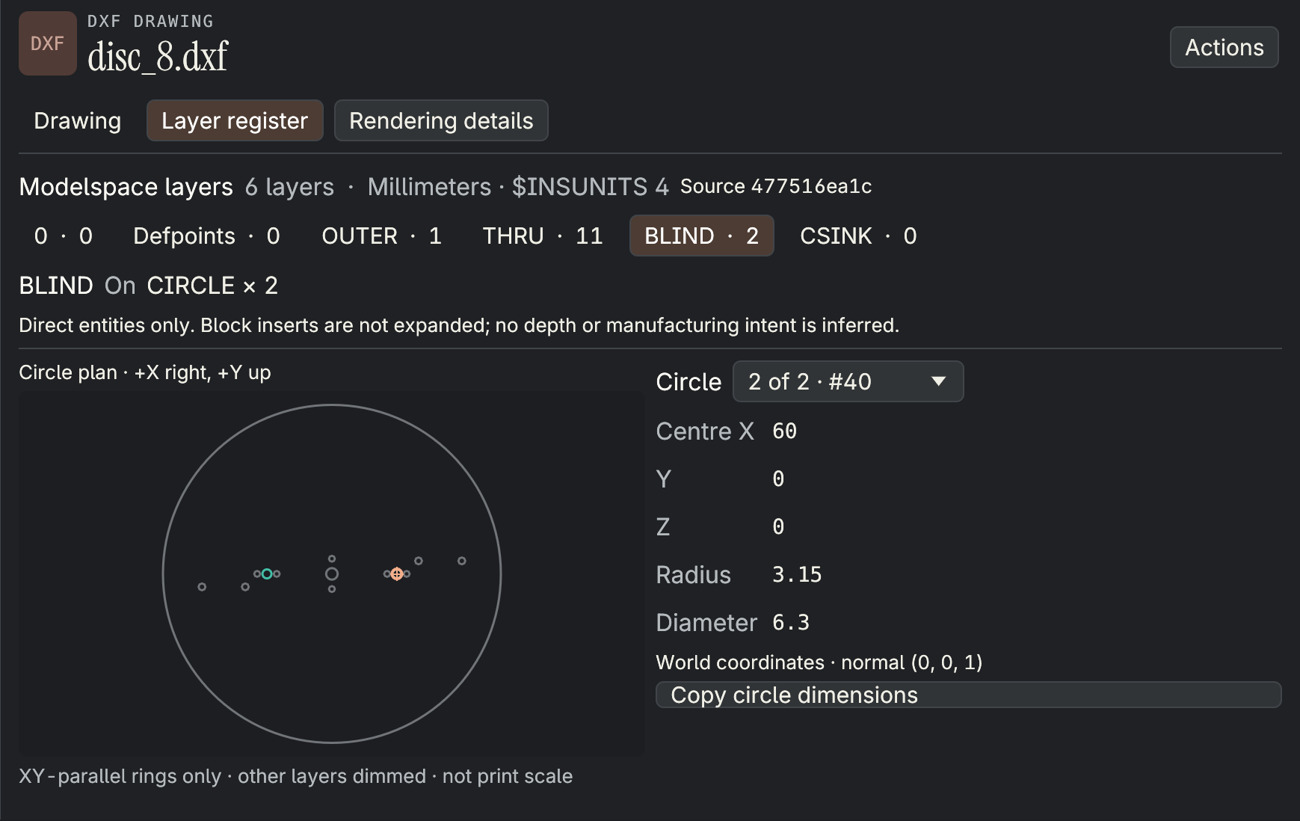 DXF
DXF DRAWING
disc_8.dxf
Actions
Drawing
Layer register
Rendering details
Modelspace layers 6 layers · Millimeters · $INSUNITS 4 Source 477516ea1c
0 · 0 Defpoints · 0 OUTER · 1 THRU · 11 BLIND · 2 CSINK · 0
BLIND On CIRCLE × 2
Direct entities only. Block inserts are not expanded; no depth or manufacturing intent is inferred.
Circle plan · +X right, +Y up
XY-parallel rings only · other layers dimmed · not print scale
Circle 2 of 2 · #40
Centre X 60
Y 0
Z 0
Radius 3.15
Diameter 6.3
World coordinates · normal (0, 0, 1)
Copy circle dimensions